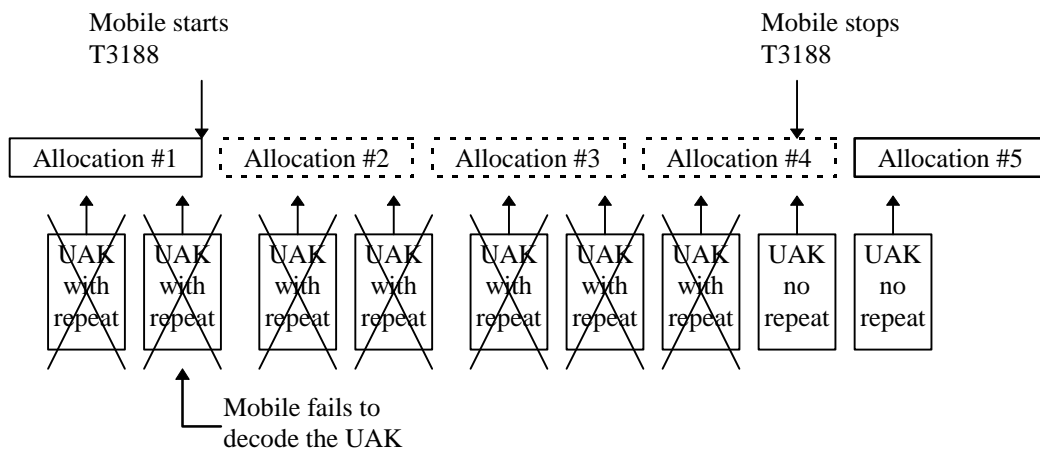 Mobile starts
T3188
Mobile stops
T3188
Allocation #1
Allocation #2
Allocation #3
Allocation #4
Allocation #5
UAK
with
repeat
UAK
with
repeat
UAK
with
repeat
UAK
with
repeat
UAK
with
repeat
UAK
with
repeat
UAK
with
repeat
UAK
no
repeat
UAK
no
repeat
Mobile fails to
decode the UAK